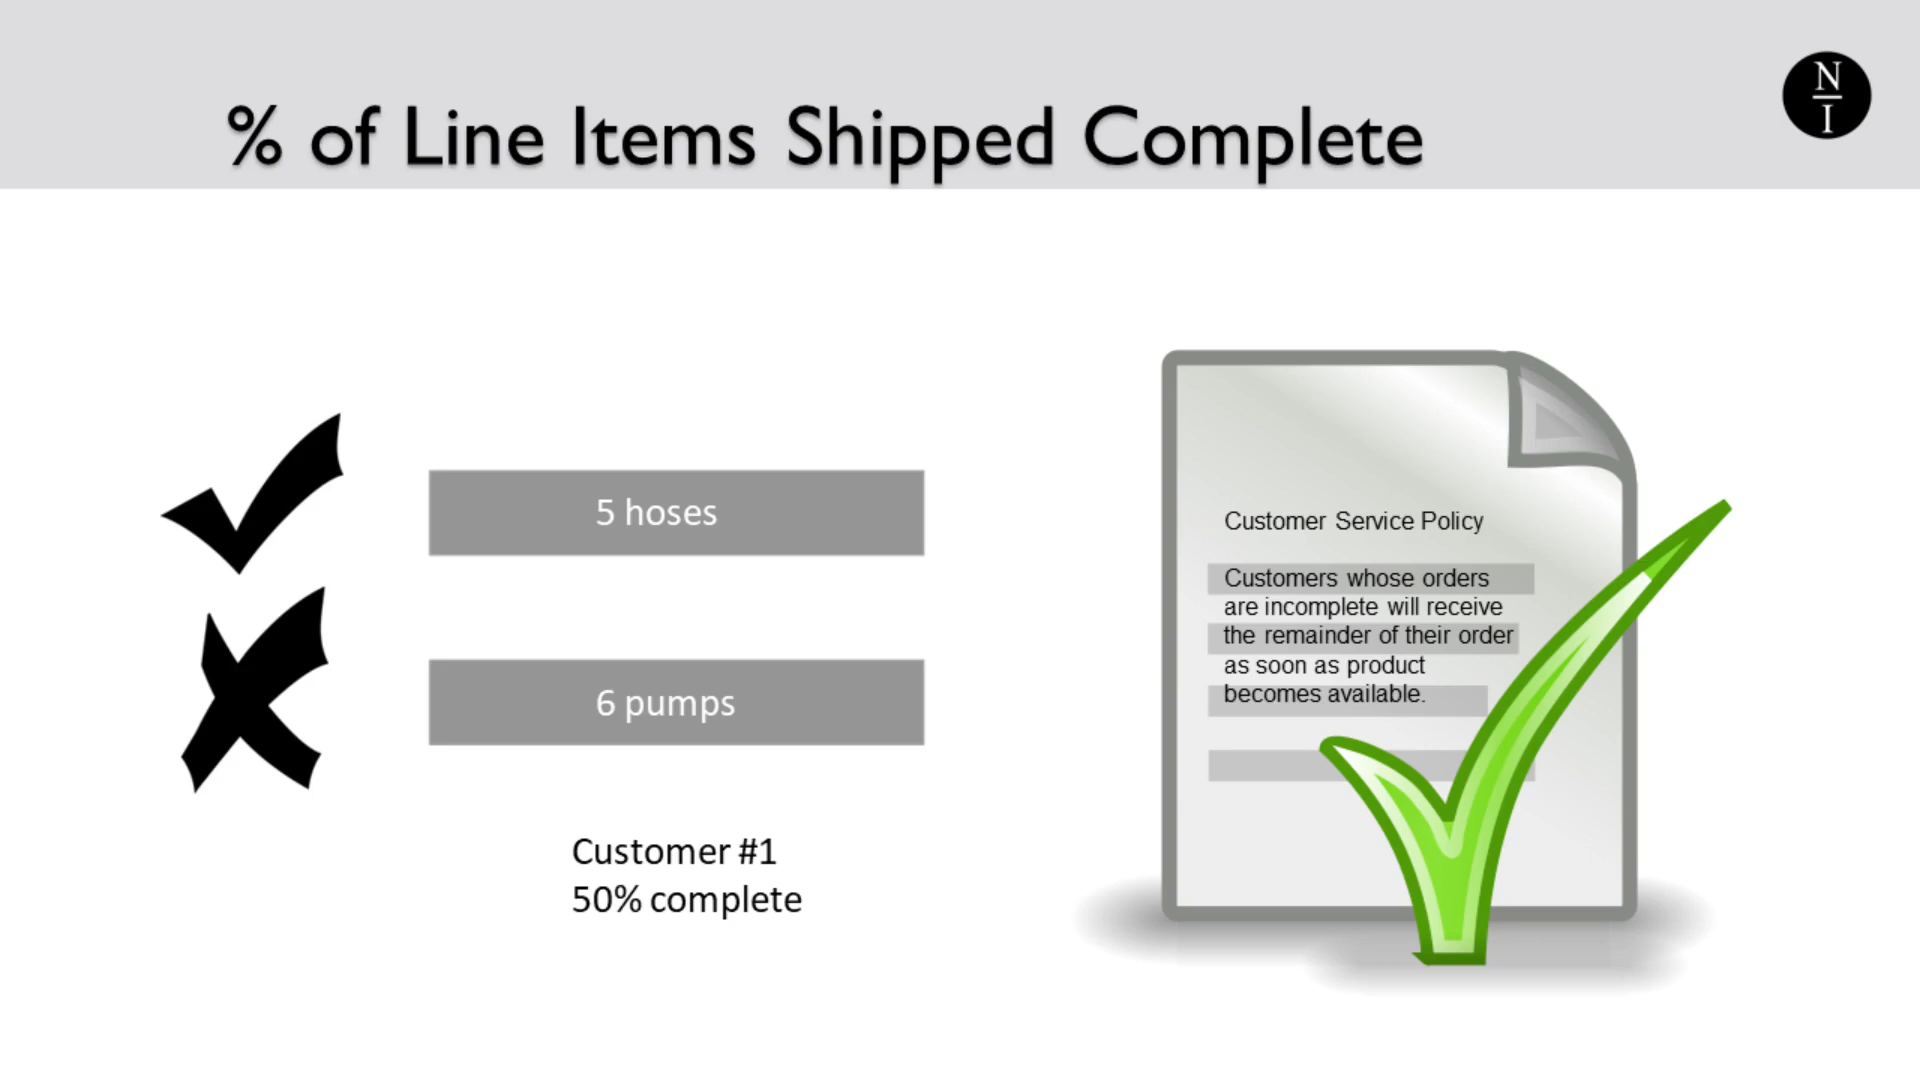 % of Line Items Shipped Complete
N
I
5 hoses
6 pumps
Customer #1
50% complete
Customer Service Policy
Customers whose orders
are incomplete will receive
the remainder of their order
as soon as product
becomes available.